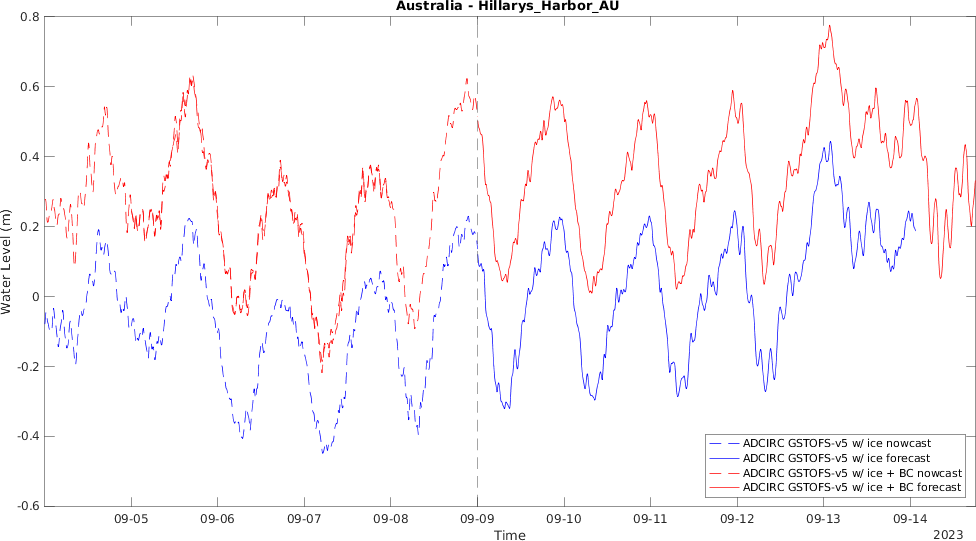 Australia - Hillarys_Harbor_AU
0.8
0.6
0.4
0.2
0
-0.2
-0.4
-0.6
Water Level (m)
ADCIRC GSTOFS-v5 w/ ice nowcast
ADCIRC GSTOFS-v5 w/ ice forecast
ADCIRC GSTOFS-v5 w/ ice + BC nowcast
ADCIRC GSTOFS-v5 w/ ice + BC forecast
09-05 09-06 09-07 09-08 09-09 09-10 09-11 09-12 09-13 09-14
Time
2023